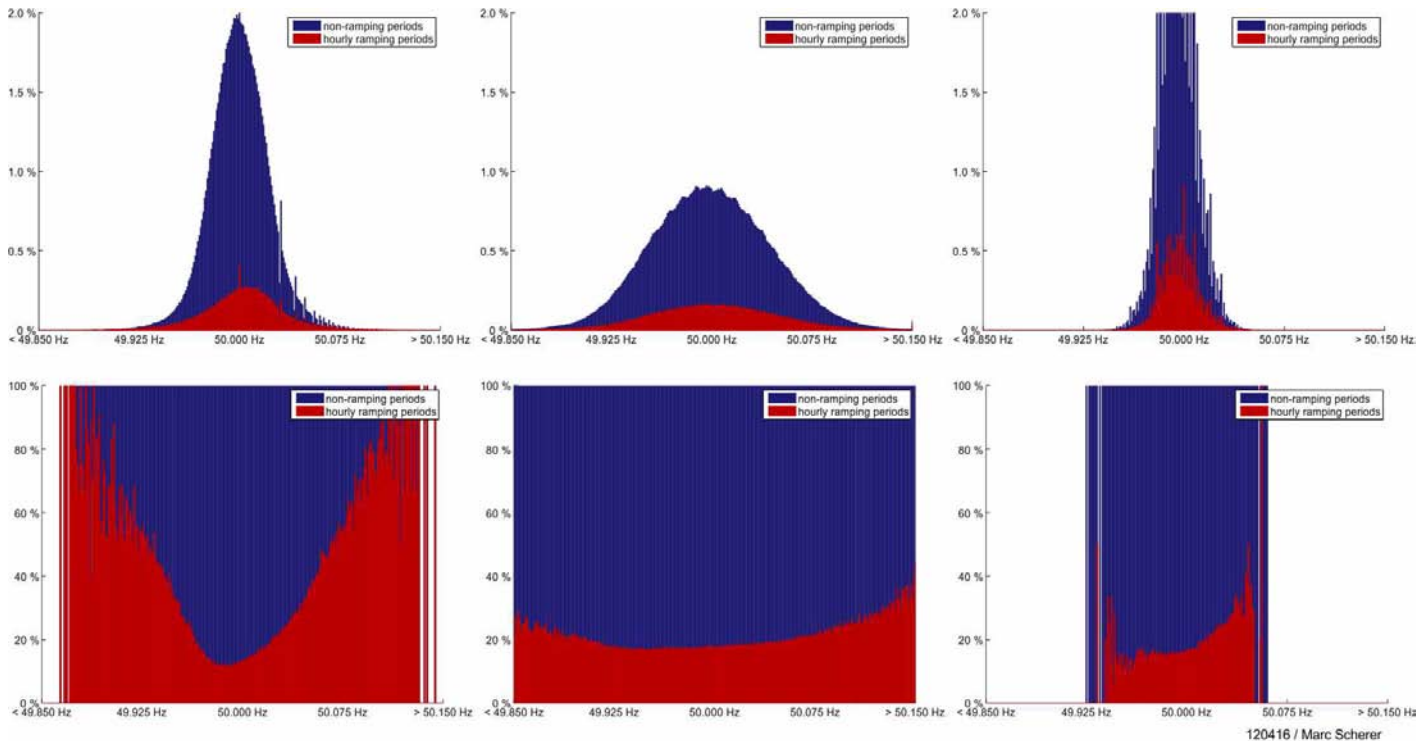 2.0 %
1.5 %
1.0 %
0.5 %
0 %
< 49.850 Hz 49.925 Hz 50.000 Hz 50.075 Hz > 50.150 Hz
non-ramping periods
hourly ramping periods
2.0 %
1.5 %
1.0 %
0.5 %
0 %
< 49.850 Hz 49.925 Hz 50.000 Hz 50.075 Hz > 50.150 Hz
non-ramping periods
hourly ramping periods
2.0 %
1.5 %
1.0 %
0.5 %
0 %
< 49.850 Hz 49.925 Hz 50.000 Hz 50.075 Hz > 50.150 Hz
non-ramping periods
hourly ramping periods
100 %
80 %
60 %
40 %
20 %
0 %
< 49.850 Hz 49.925 Hz 50.000 Hz 50.075 Hz > 50.150 Hz
non-ramping periods
hourly ramping periods
100 %
80 %
60 %
40 %
20 %
0 %
< 49.850 Hz 49.925 Hz 50.000 Hz 50.075 Hz > 50.150 Hz
non-ramping periods
hourly ramping periods
100 %
80 %
60 %
40 %
20 %
0 %
< 49.850 Hz 49.925 Hz 50.000 Hz 50.075 Hz > 50.150 Hz
non-ramping periods
hourly ramping periods
120416 / Marc Scherer